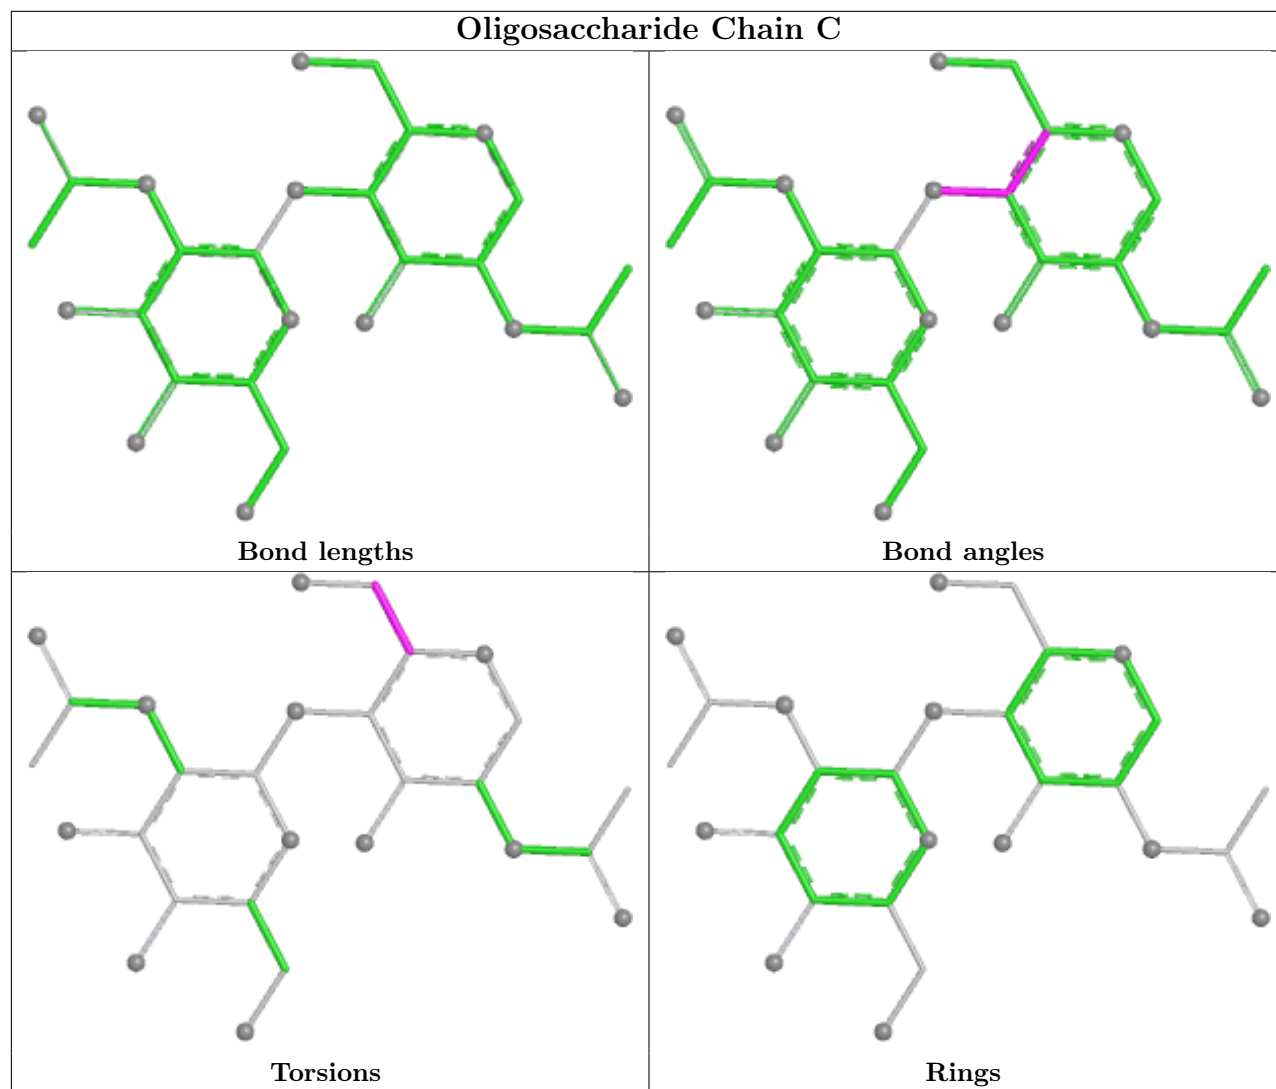 Oligosaccharide Chain C
Bond lengths
Bond angles
Torsions
Rings